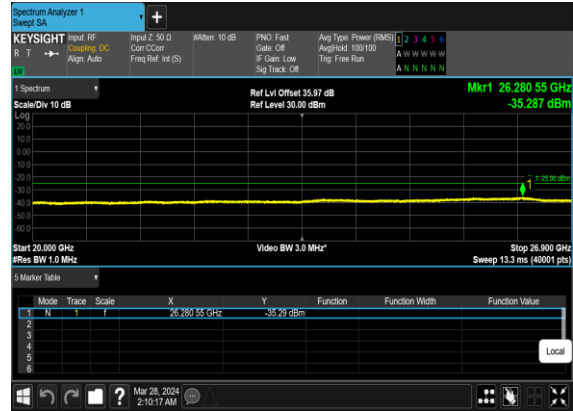 Spectrum Analyzer 1
Swept SA
+
KEYSIGHT
R T
LXI
Input: RF
Coupling: DC
Align: Auto
Input Z: 50 Ω
Corr CCorr
Freq Ref: Int (S)
#Atten: 10 dB
PNO: Fast
Gate: Off
IF Gain: Low
Sig Track: Off
Avg Type: Power (RMS)
Avg|Hold: 100/100
Trig: Free Run
1 2 3 4 5 6
A W W W W W
A N N N N N
1 Spectrum
Scale/Div 10 dB
Ref Lvl Offset 35.97 dB
Ref Level 30.00 dBm
Mkr1 26.280 55 GHz
-35.287 dBm
Log
20.0
10.0
0.00
-10.0
-20.0
-30.0
-40.0
-50.0
-60.0
1
Start 20.000 GHz
#Res BW 1.0 MHz
Video BW 3.0 MHz*
Stop 26.900 GHz
Sweep 13.3 ms (40001 pts)
5 Marker Table
Mode Trace Scale X Y Function Function Width Function Value
1 N 1 f 26.280 55 GHz -35.29 dBm
2
3
4
5
6
Local
?
Mar 28, 2024
2:10:17 AM